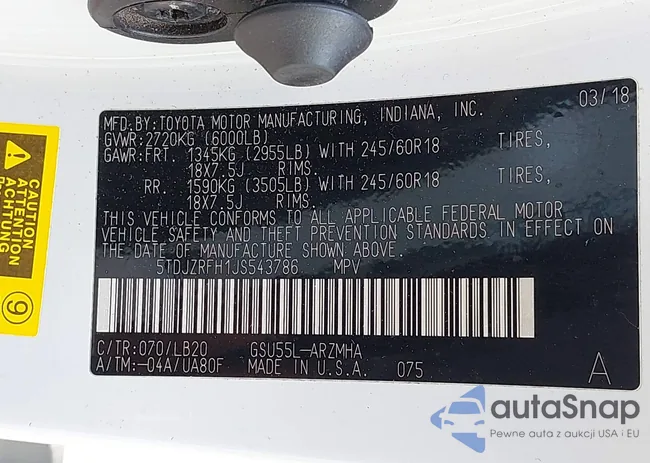 03/18
MFD. BY: TOYOTA MOTOR MANUFACTURING, INDIANA, INC.
GVWR: 2720KG (6000LB)
GAWR: FRT. 1345KG (2955LB) WITH 245/60R18 TIRES,
18X7.5J RIMS.
RR. 1590KG (3505LB) WITH 245/60R18 TIRES,
18X7.5J RIMS.
THIS VEHICLE CONFORMS TO ALL APPLICABLE FEDERAL MOTOR
VEHICLE SAFETY AND THEFT PREVENTION STANDARDS IN EFFECT ON
THE DATE OF MANUFACTURE SHOWN ABOVE.
5TDJZRFH1JS543786 MPV
C/TR: 070/LB20 GSU55L-ARZMHA
A/TM: -04A/UA80F MADE IN U.S.A. 075 A
CAUTION
ATTENTION
ACHTUNG
9
autaSnap
Pewne auta z aukcji USA i EU